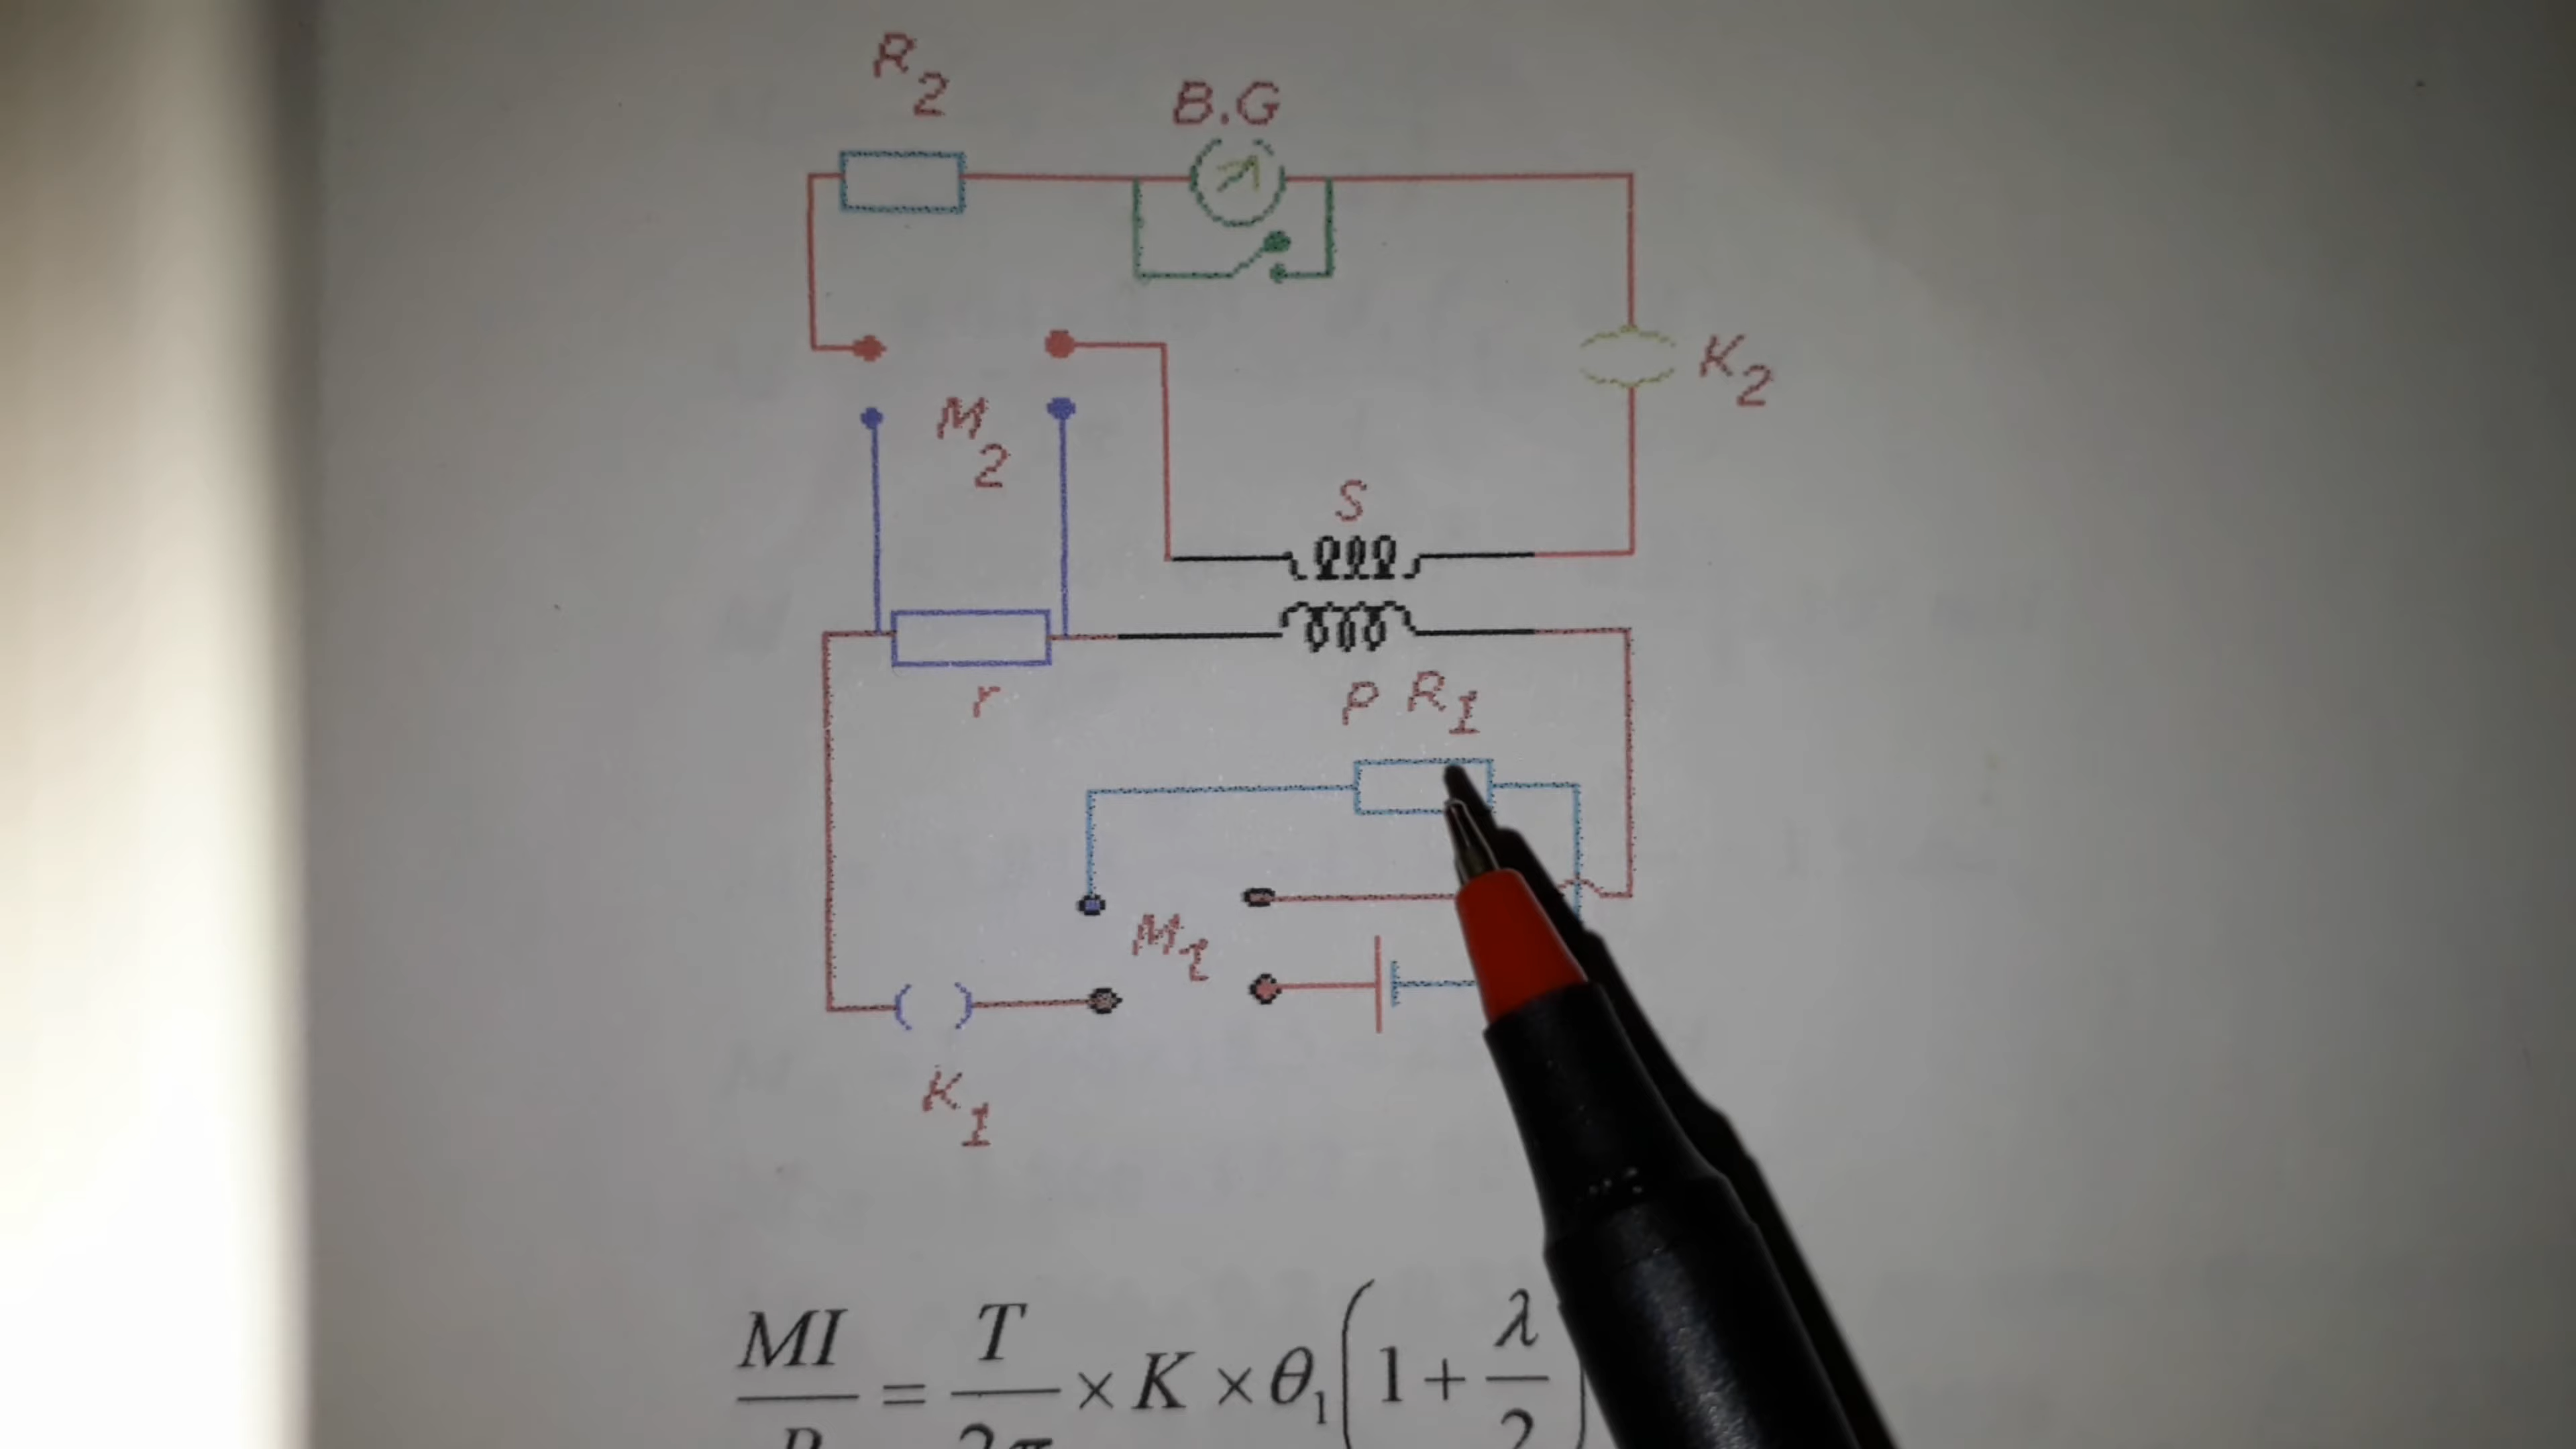 R2
B.G
K2
M2
S
r
P R1
M1
K1
MI = T × K × θ1 ( 1 + λ
2π 2